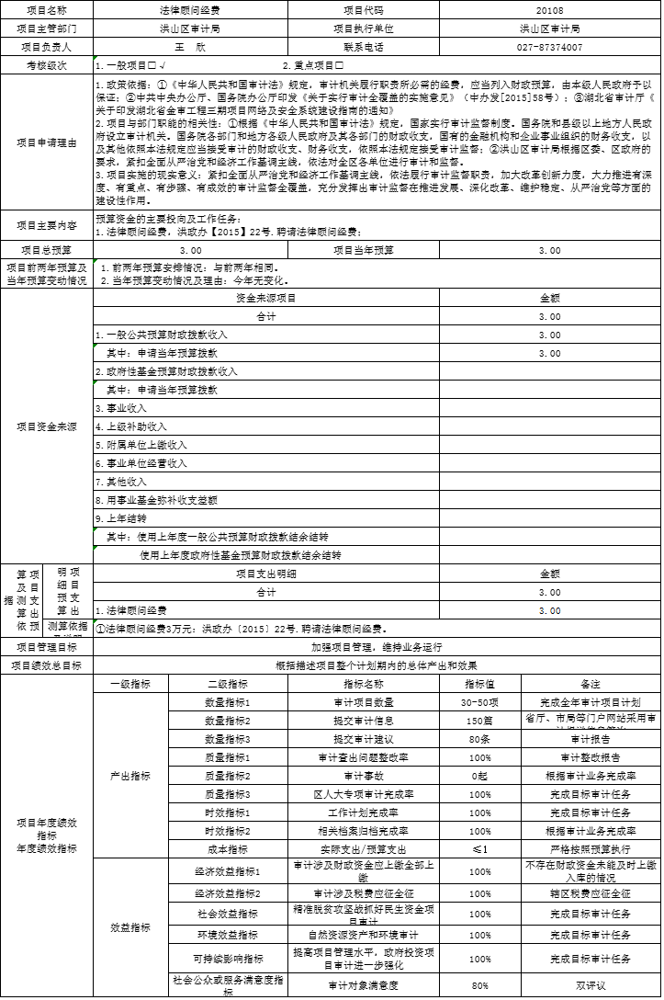 项目名称 法律顾问经费 项目代码 20108
项目主管部门 洪山区审计局 项目执行单位 洪山区审计局
项目负责人 王 欣 联系电话 027-87374007
考核级次 1.一般项目□√ 2.重点项目□
项目申请理由
1.政策依据：①《中华人民共和国审计法》规定，审计机关履行职责所必需的经费，应当列入财政预算，由本级人民政府予以
保证；②中共中央办公厅、国务院办公厅印发《关于实行审计全覆盖的实施意见》（中办发[2015]58号）；③湖北省审计厅《
关于印发湖北省金审工程三期项目网络及安全系统建设指南的通知》
2.项目与部门职能的相关性：①根据《中华人民共和国审计法》规定，国家实行审计监督制度。国务院和县级以上地方人民政
府设立审计机关。国务院各部门和地方各级人民政府及其各部门的财政收支，国有的金融机构和企业事业组织的财务收支，以
及其他依照本法规定应当接受审计的财政收支、财务收支，依照本法规定接受审计监督；②洪山区审计局根据区委、区政府的
要求，紧扣全面从严治党和经济工作基调主线，依法对全区各单位进行审计和监督。
3.项目实施的现实意义：紧扣全面从严治党和经济工作基调主线，依法履行审计监督职责，加大改革创新力度，大力推进有深
度、有重点、有步骤、有成效的审计监督全覆盖，充分发挥出审计监督在推进发展、深化改革、维护稳定、从严治党等方面的
建设性作用。
项目主要内容
预算资金的主要投向及工作任务：
1.法律顾问经费，洪政办【2015】22号.聘请法律顾问经费；
项目总预算 3.00 项目当年预算 3.00
项目前两年预算及
当年预算变动情况
1.前两年预算安排情况：与前两年相同。
2.当年预算变动情况及理由：今年无变化。
项目资金来源
资金来源项目 金额
合计 3.00
1.一般公共预算财政拨款收入 3.00
其中：申请当年预算拨款 3.00
2.政府性基金预算财政拨款收入
其中：申请当年预算拨款
3.事业收入
4.上级补助收入
5.附属单位上缴收入
6.事业单位经营收入
7.其他收入
8.用事业基金弥补收支差额
9.上年结转
其中：使用上年度一般公共预算财政拨款结余结转
使用上年度政府性基金预算财政拨款结余结转
算 项
及 目
据 测 支
算 出
依 预
明 项
细 目
预 支
算 出
项目支出明细 金额
合计 3.00
1.法律顾问经费 3.00
测算依据
①法律顾问经费3万元：洪政办〔2015〕22号.聘请法律顾问经费。
项目管理目标 加强项目管理，维持业务运行
项目绩效总目标 概括描述项目整个计划期内的总体产出和效果
项目年度绩效
指标
年度绩效指标
一级指标 二级指标 指标名称 指标值 备注
产出指标
数量指标1 审计项目数量 30-50项 完成全年审计项目计划
数量指标2 提交审计信息 150篇 省厅、市局等门户网站采用审
数量指标3 提交审计建议 80条 审计报告
质量指标1 审计查出问题整改率 100% 审计整改报告
质量指标2 审计事故 0起 根据审计业务完成率
质量指标3 区人大专项审计完成率 100% 完成目标审计任务
时效指标1 工作计划完成率 100% 完成目标审计任务
时效指标2 相关档案归档完成率 100% 根据审计业务完成率
成本指标 实际支出/预算支出 ≤1 严格按照预算执行
效益指标
经济效益指标1 审计涉及财政资金应上缴全部上
缴 100% 不存在财政资金未能及时上缴
入库的情况
经济效益指标2 审计涉及税费应征全征 100% 辖区税费应征全征
社会效益指标 精准脱贫攻坚战抓好民生资金项
目审计 100% 完成目标审计任务
环境效益指标 自然资源资产和环境审计 100% 完成目标审计任务
可持续影响指标 提高项目管理水平，政府投资项
目审计进一步强化 100% 完成目标审计任务
社会公众或服务满意度指
标 审计对象满意度 80% 双评议